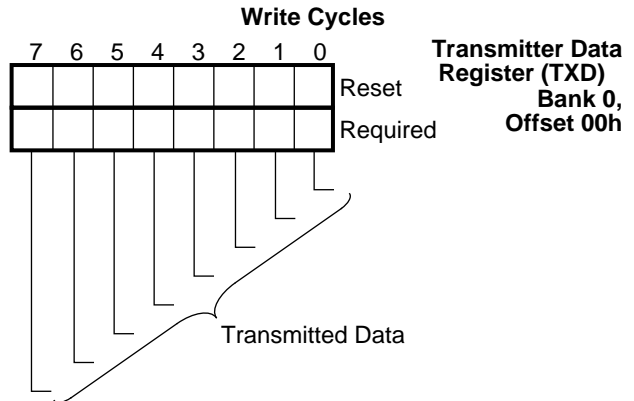 Write Cycles
7 6 5 4 3 2 1 0
Reset
Required
Transmitter Data
Register (TXD)
Bank 0,
Offset 00h
Transmitted Data